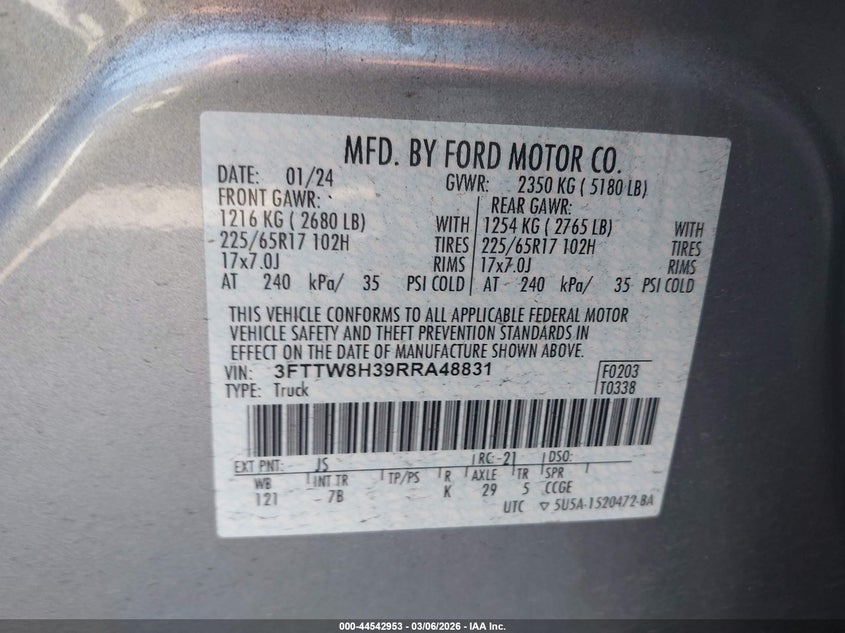 MFD. BY FORD MOTOR CO.
DATE: 01/24 GVWR: 2350 KG ( 5180 LB)
FRONT GAWR: REAR GAWR:
1216 KG ( 2680 LB) WITH 1254 KG ( 2765 LB) WITH
225/65R17 102H TIRES 225/65R17 102H TIRES
17x7.0J RIMS 17x7.0J RIMS
AT 240 kPa/ 35 PSI COLD AT 240 kPa/ 35 PSI COLD
THIS VEHICLE CONFORMS TO ALL APPLICABLE FEDERAL MOTOR
VEHICLE SAFETY AND THEFT PREVENTION STANDARDS IN
EFFECT ON THE DATE OF MANUFACTURE SHOWN ABOVE.
VIN: 3FTTW8H39RRA48831 F0203
TYPE: Truck T0338
EXT PNT: JS RC: 21 DSO:
WB INT TR TP/PS R AXLE TR SPR
121 7B K 29 5 CCGE
UTC ▽ 5U5A-1520472-BA
000-44542953 - 03/06/2026 - IAA Inc.